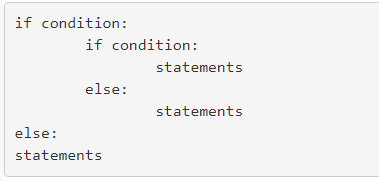 if condition:
        if condition:
                statements
        else:
                statements
else:
statements